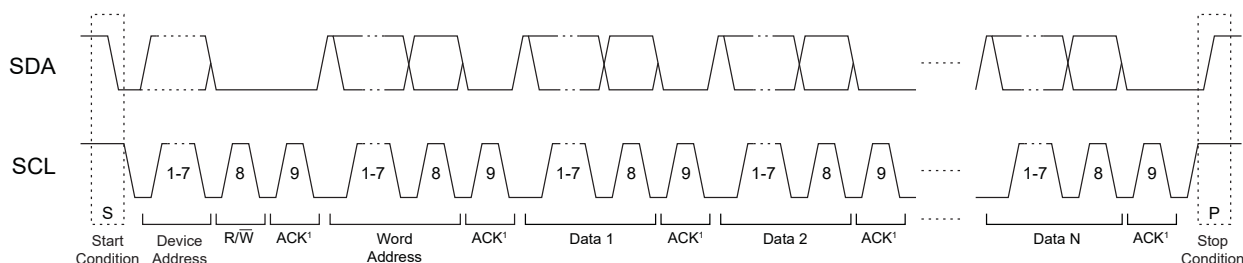 SDA
SCL
1-7 8 9 1-7 8 9 1-7 8 9 1-7 8 9 1-7 8 9
S P
Start Condition
Device Address
R/W̅
ACK¹
Word Address
ACK¹
Data 1
ACK¹
Data 2
ACK¹
Data N
ACK¹
Stop Condition